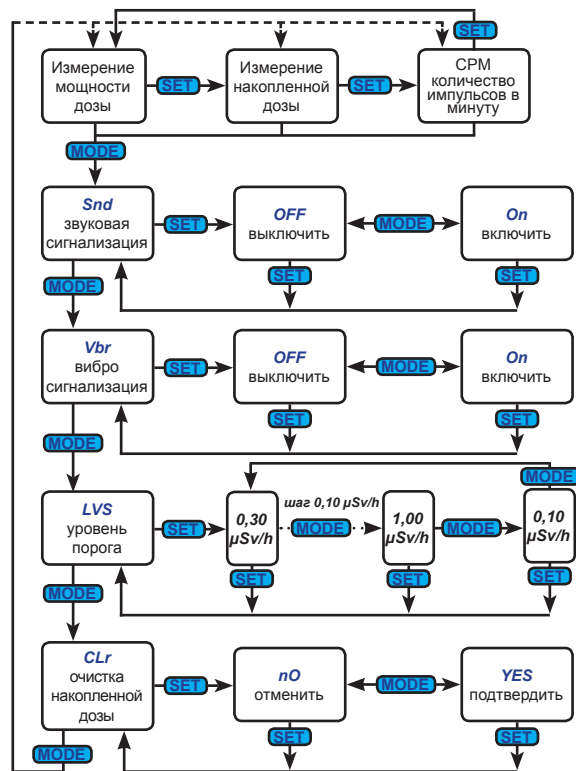 SET
Измерение
мощности
дозы
SET
Измерение
накопленной
дозы
SET
CPM
количество
импульсов в
минуту
MODE
Snd
звуковая
сигнализация
SET
OFF
выключить
MODE
On
включить
MODE
SET
SET
Vbr
вибро
сигнализация
SET
OFF
выключить
MODE
On
включить
MODE
SET
SET
MODE
LVS
уровень
порога
SET
0,30
µSv/h
шаг 0,10 µSv/h
MODE
1,00
µSv/h
MODE
0,10
µSv/h
MODE
SET
SET
SET
CLr
очистка
накопленной
дозы
SET
nO
отменить
MODE
YES
подтвердить
MODE
SET
SET